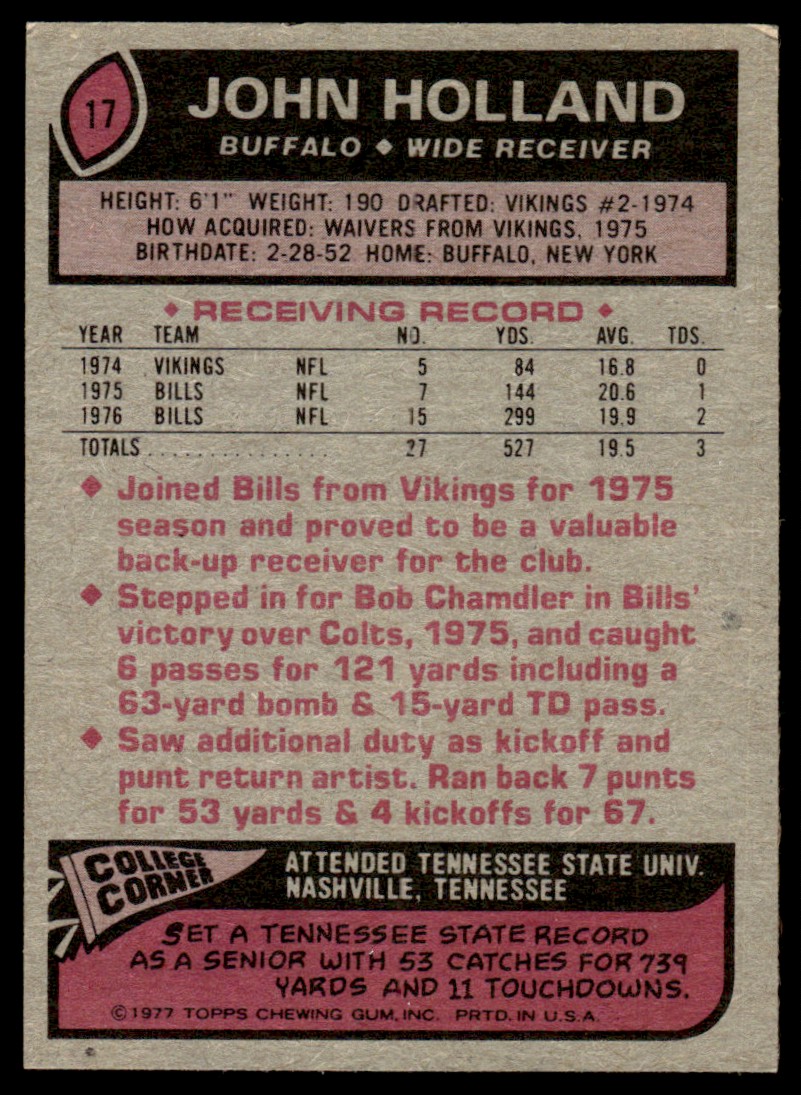 17
JOHN HOLLAND
BUFFALO ◆ WIDE RECEIVER
HEIGHT: 6'1" WEIGHT: 190 DRAFTED: VIKINGS #2-1974
HOW ACQUIRED: WAIVERS FROM VIKINGS, 1975
BIRTHDATE: 2-28-52 HOME: BUFFALO, NEW YORK
◆ RECEIVING RECORD ◆
YEAR TEAM NO. YDS. AVG. TDS.
1974 VIKINGS NFL 5 84 16.8 0
1975 BILLS NFL 7 144 20.6 1
1976 BILLS NFL 15 299 19.9 2
TOTALS................ 27 527 19.5 3
◆ Joined Bills from Vikings for 1975
season and proved to be a valuable
back-up receiver for the club.
◆ Stepped in for Bob Chamdler in Bills'
victory over Colts, 1975, and caught
6 passes for 121 yards including a
63-yard bomb & 15-yard TD pass.
◆ Saw additional duty as kickoff and
punt return artist. Ran back 7 punts
for 53 yards & 4 kickoffs for 67.
COLLEGE
CORNER
ATTENDED TENNESSEE STATE UNIV.
NASHVILLE, TENNESSEE
SET A TENNESSEE STATE RECORD
AS A SENIOR WITH 53 CATCHES FOR 739
YARDS AND 11 TOUCHDOWNS.
©1977 TOPPS CHEWING GUM, INC. PRTD. IN U.S.A.